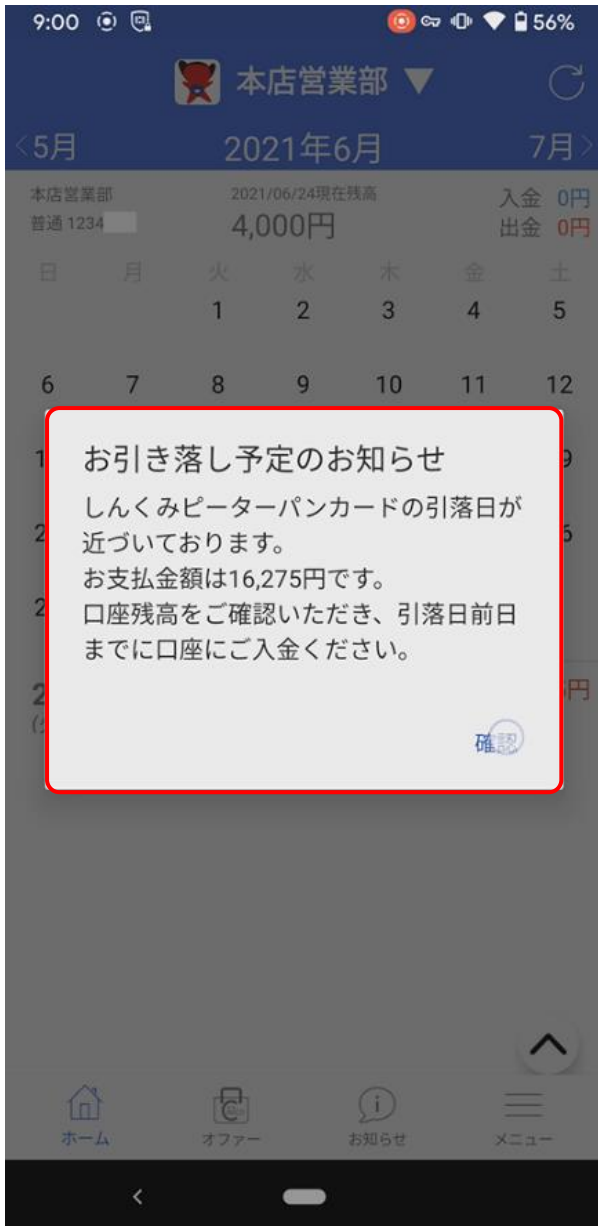 9:00 56%
本店営業部 ▼
<5月 2021年6月 7月>
本店営業部 2021/06/24現在残高 入金 0円
普通 1234 4,000円 出金 0円
日 月 火 水 木 金 土
1 2 3 4 5
6 7 8 9 10 11 12
お引き落し予定のお知らせ
しんくみピーターパンカードの引落日が
近づいております。
お支払金額は16,275円です。
口座残高をご確認いただき、引落日前日
までに口座にご入金ください。
確認
円
ホーム オファー お知らせ メニュー